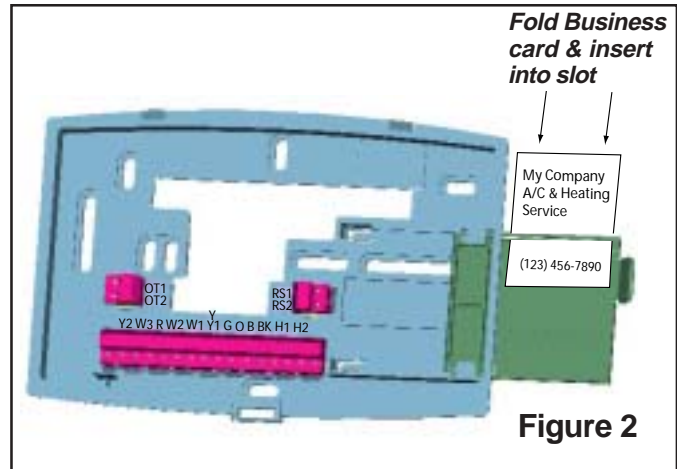 Fold Business
card & insert
into slot
My Company
A/C & Heating
Service
(123) 456-7890
OT1
OT2
RS1
RS2
Y
Y2 W3 R W2 W1 Y1 G O B BK H1 H2
Figure 2